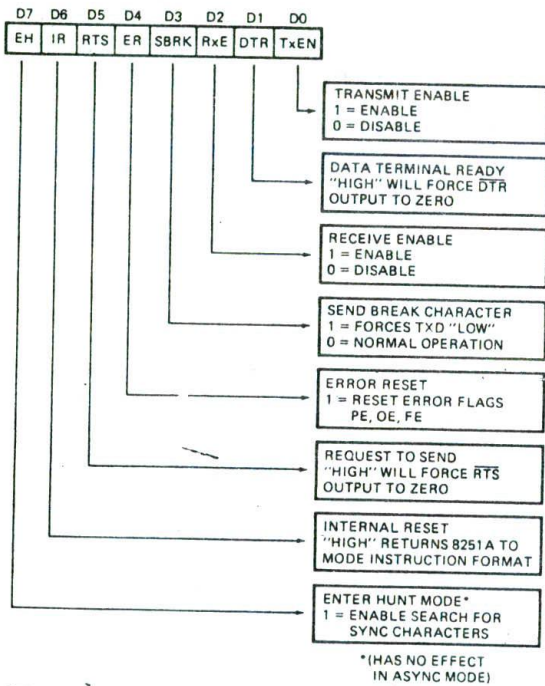 D7 D6 D5 D4 D3 D2 D1 D0
EH IR RTS ER SBRK RxE DTR TxEN
TRANSMIT ENABLE
1 = ENABLE
0 = DISABLE
DATA TERMINAL READY
"HIGH" WILL FORCE DTR
OUTPUT TO ZERO
RECEIVE ENABLE
1 = ENABLE
0 = DISABLE
SEND BREAK CHARACTER
1 = FORCES TXD "LOW"
0 = NORMAL OPERATION
ERROR RESET
1 = RESET ERROR FLAGS
PE, OE, FE
REQUEST TO SEND
"HIGH" WILL FORCE RTS
OUTPUT TO ZERO
INTERNAL RESET
"HIGH" RETURNS 8251A TO
MODE INSTRUCTION FORMAT
ENTER HUNT MODE*
1 = ENABLE SEARCH FOR
SYNC CHARACTERS
*(HAS NO EFFECT
IN ASYNC MODE)